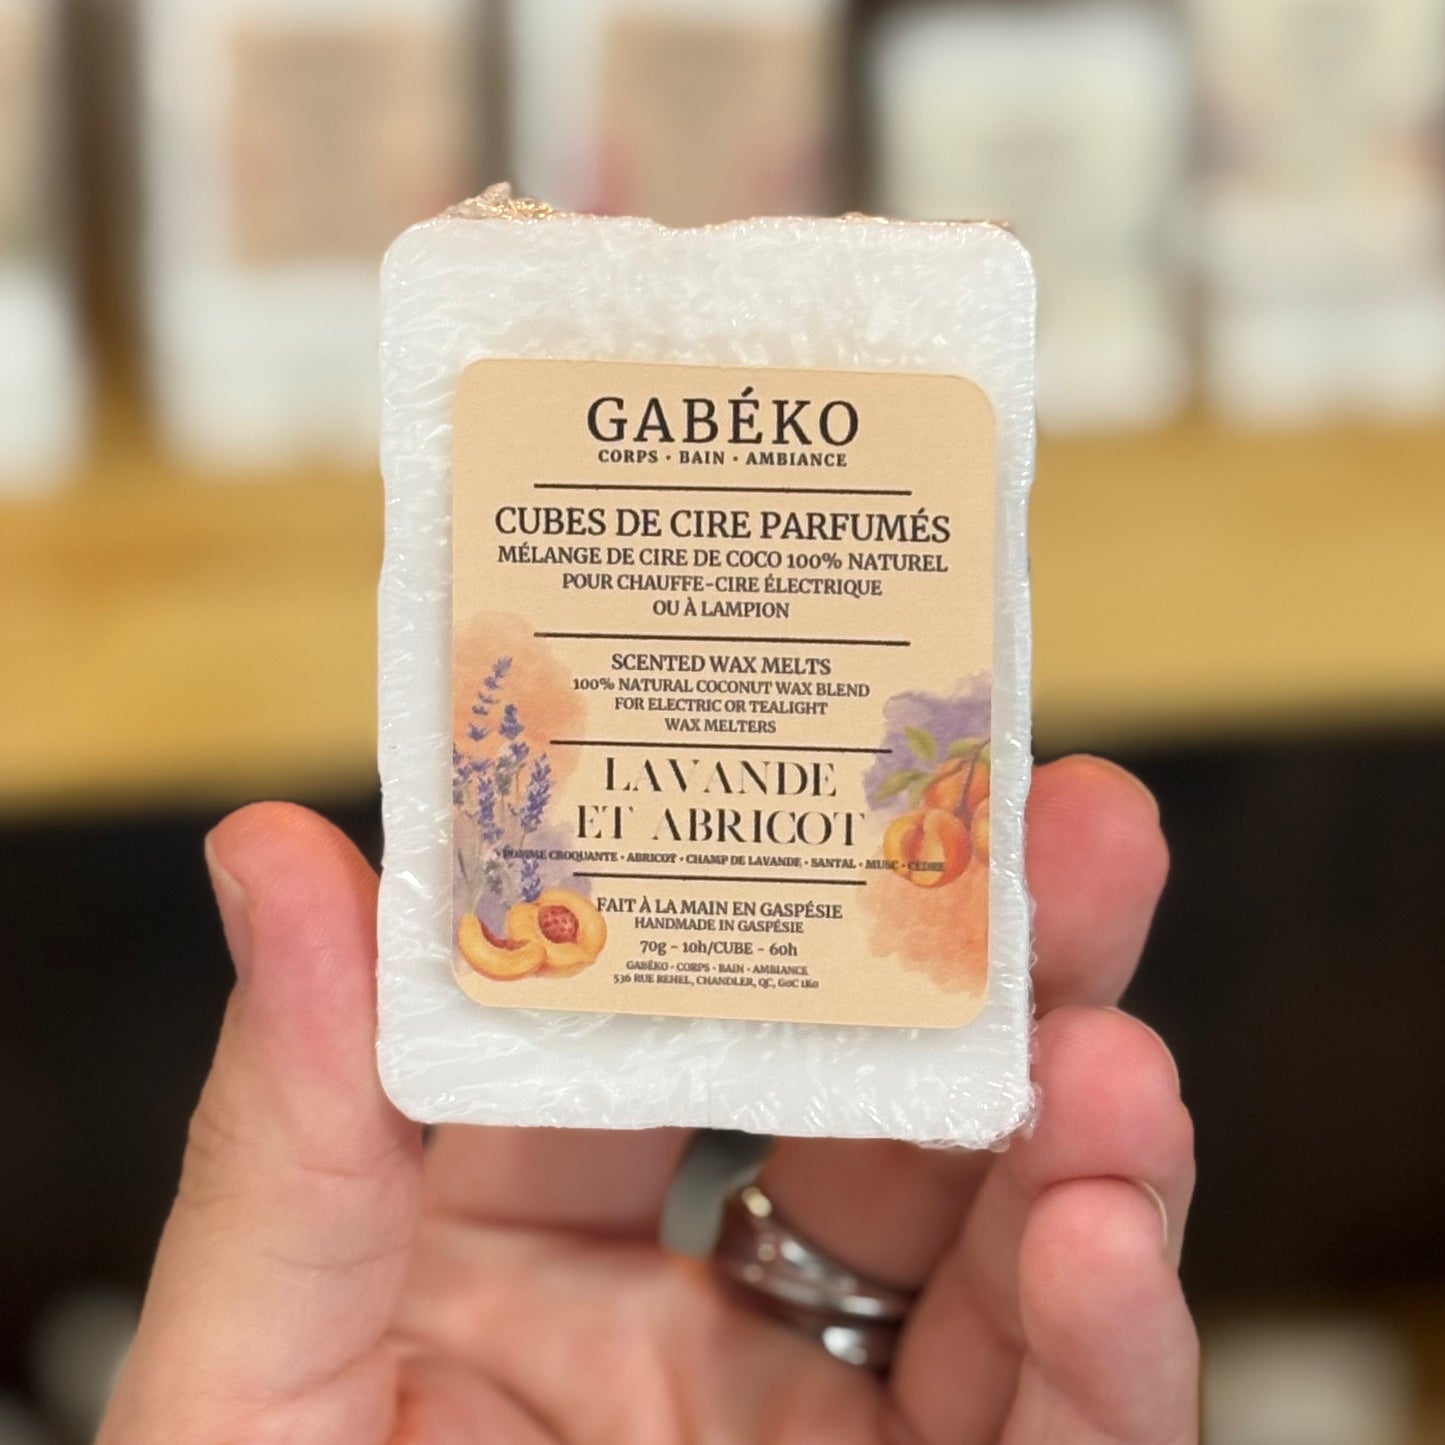 GABÉKO
CORPS • BAIN • AMBIANCE
CUBES DE CIRE PARFUMÉS
MÉLANGE DE CIRE DE COCO 100% NATUREL
POUR CHAUFFE-CIRE ÉLECTRIQUE
OU À LAMPION
SCENTED WAX MELTS
100% NATURAL COCONUT WAX BLEND
FOR ELECTRIC OR TEALIGHT
WAX MELTERS
LAVANDE
ET ABRICOT
POMME CROQUANTE • ABRICOT • CHAMP DE LAVANDE • SANTAL • MUSC • CÈDRE
FAIT À LA MAIN EN GASPÉSIE
HANDMADE IN GASPÉSIE
70g - 10h/CUBE - 60h
GABÉKO • CORPS • BAIN • AMBIANCE
536 RUE REHEL, CHANDLER, QC, G0C 1K0